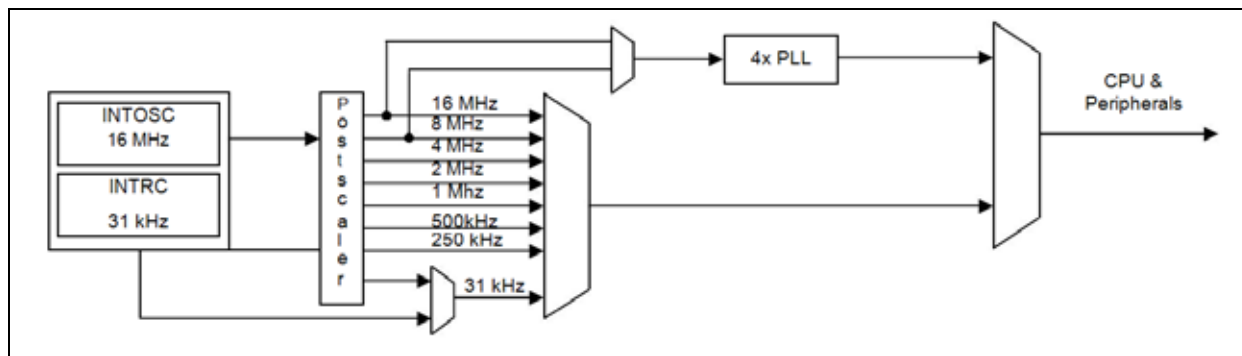 INTOSC
16 MHz
INTRC
31 kHz
Postscaler
16 MHz
8 MHz
4 MHz
2 MHz
1 Mhz
500kHz
250 kHz
31 kHz
4x PLL
CPU &
Peripherals